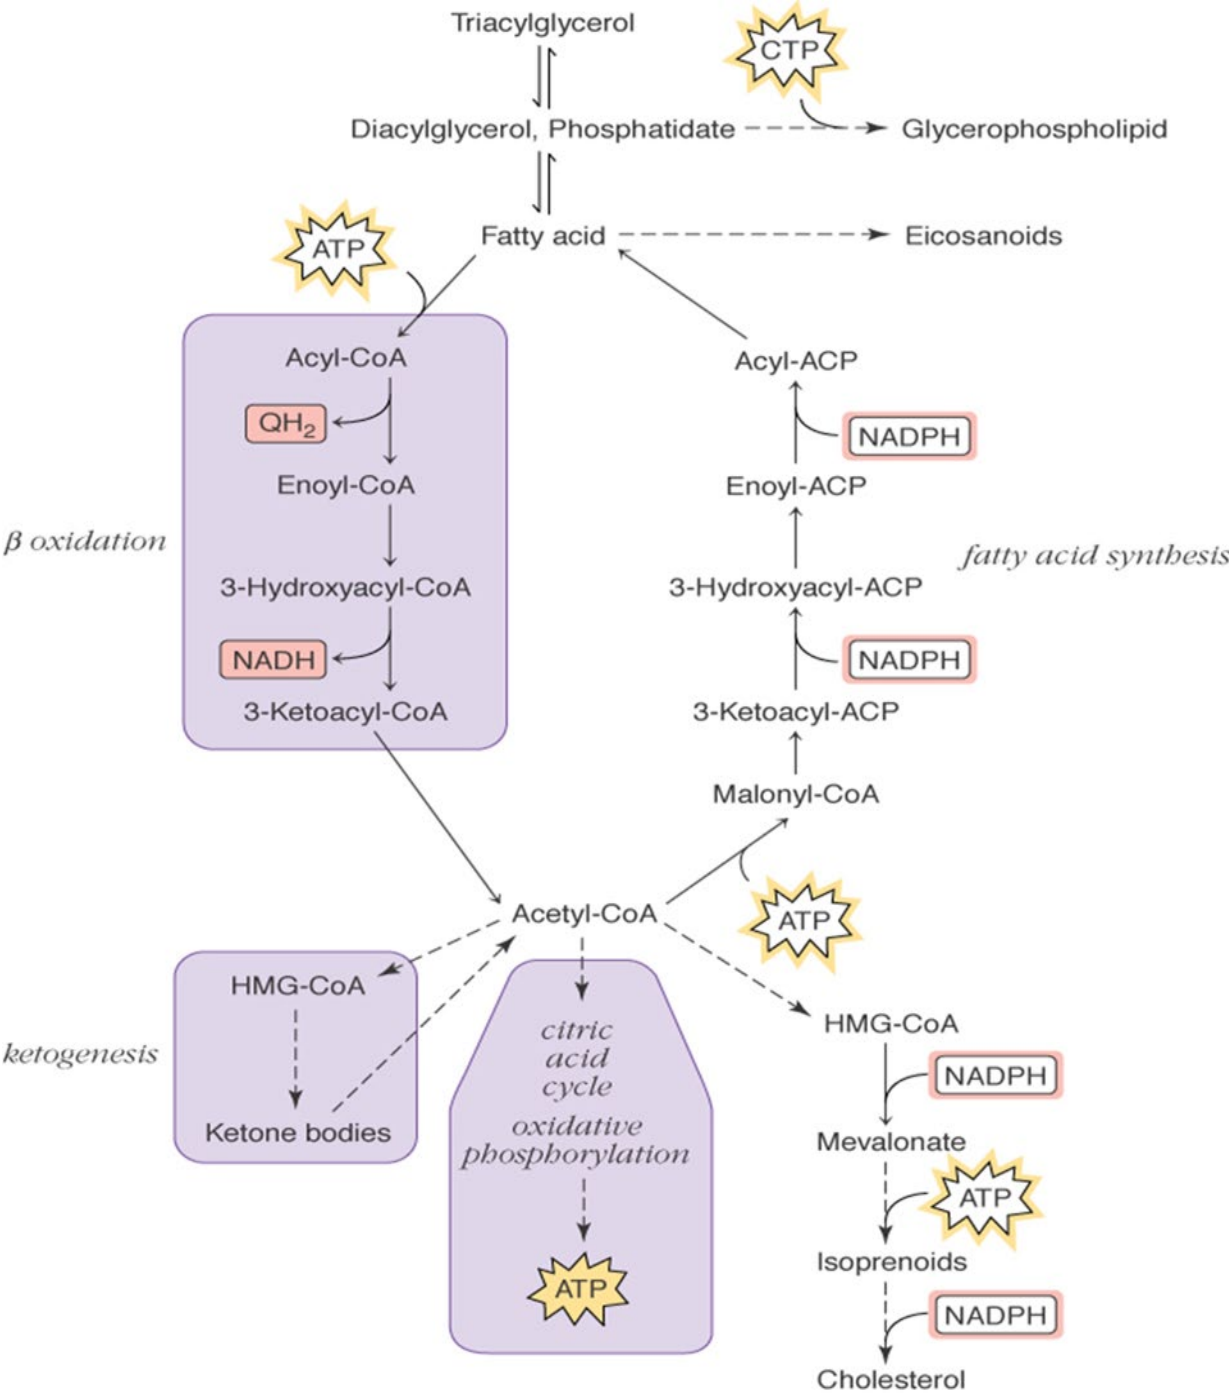 Triacylglycerol
CTP
Diacylglycerol, Phosphatidate
Glycerophospholipid
ATP
Fatty acid
Eicosanoids
Acyl-CoA
Acyl-ACP
QH₂
NADPH
Enoyl-CoA
Enoyl-ACP
β oxidation
fatty acid synthesis
3-Hydroxyacyl-CoA
3-Hydroxyacyl-ACP
NADH
NADPH
3-Ketoacyl-CoA
3-Ketoacyl-ACP
Malonyl-CoA
Acetyl-CoA
ATP
HMG-CoA
ketogenesis
Ketone bodies
citric
acid
cycle
oxidative
phosphorylation
ATP
HMG-CoA
NADPH
Mevalonate
ATP
Isoprenoids
NADPH
Cholesterol